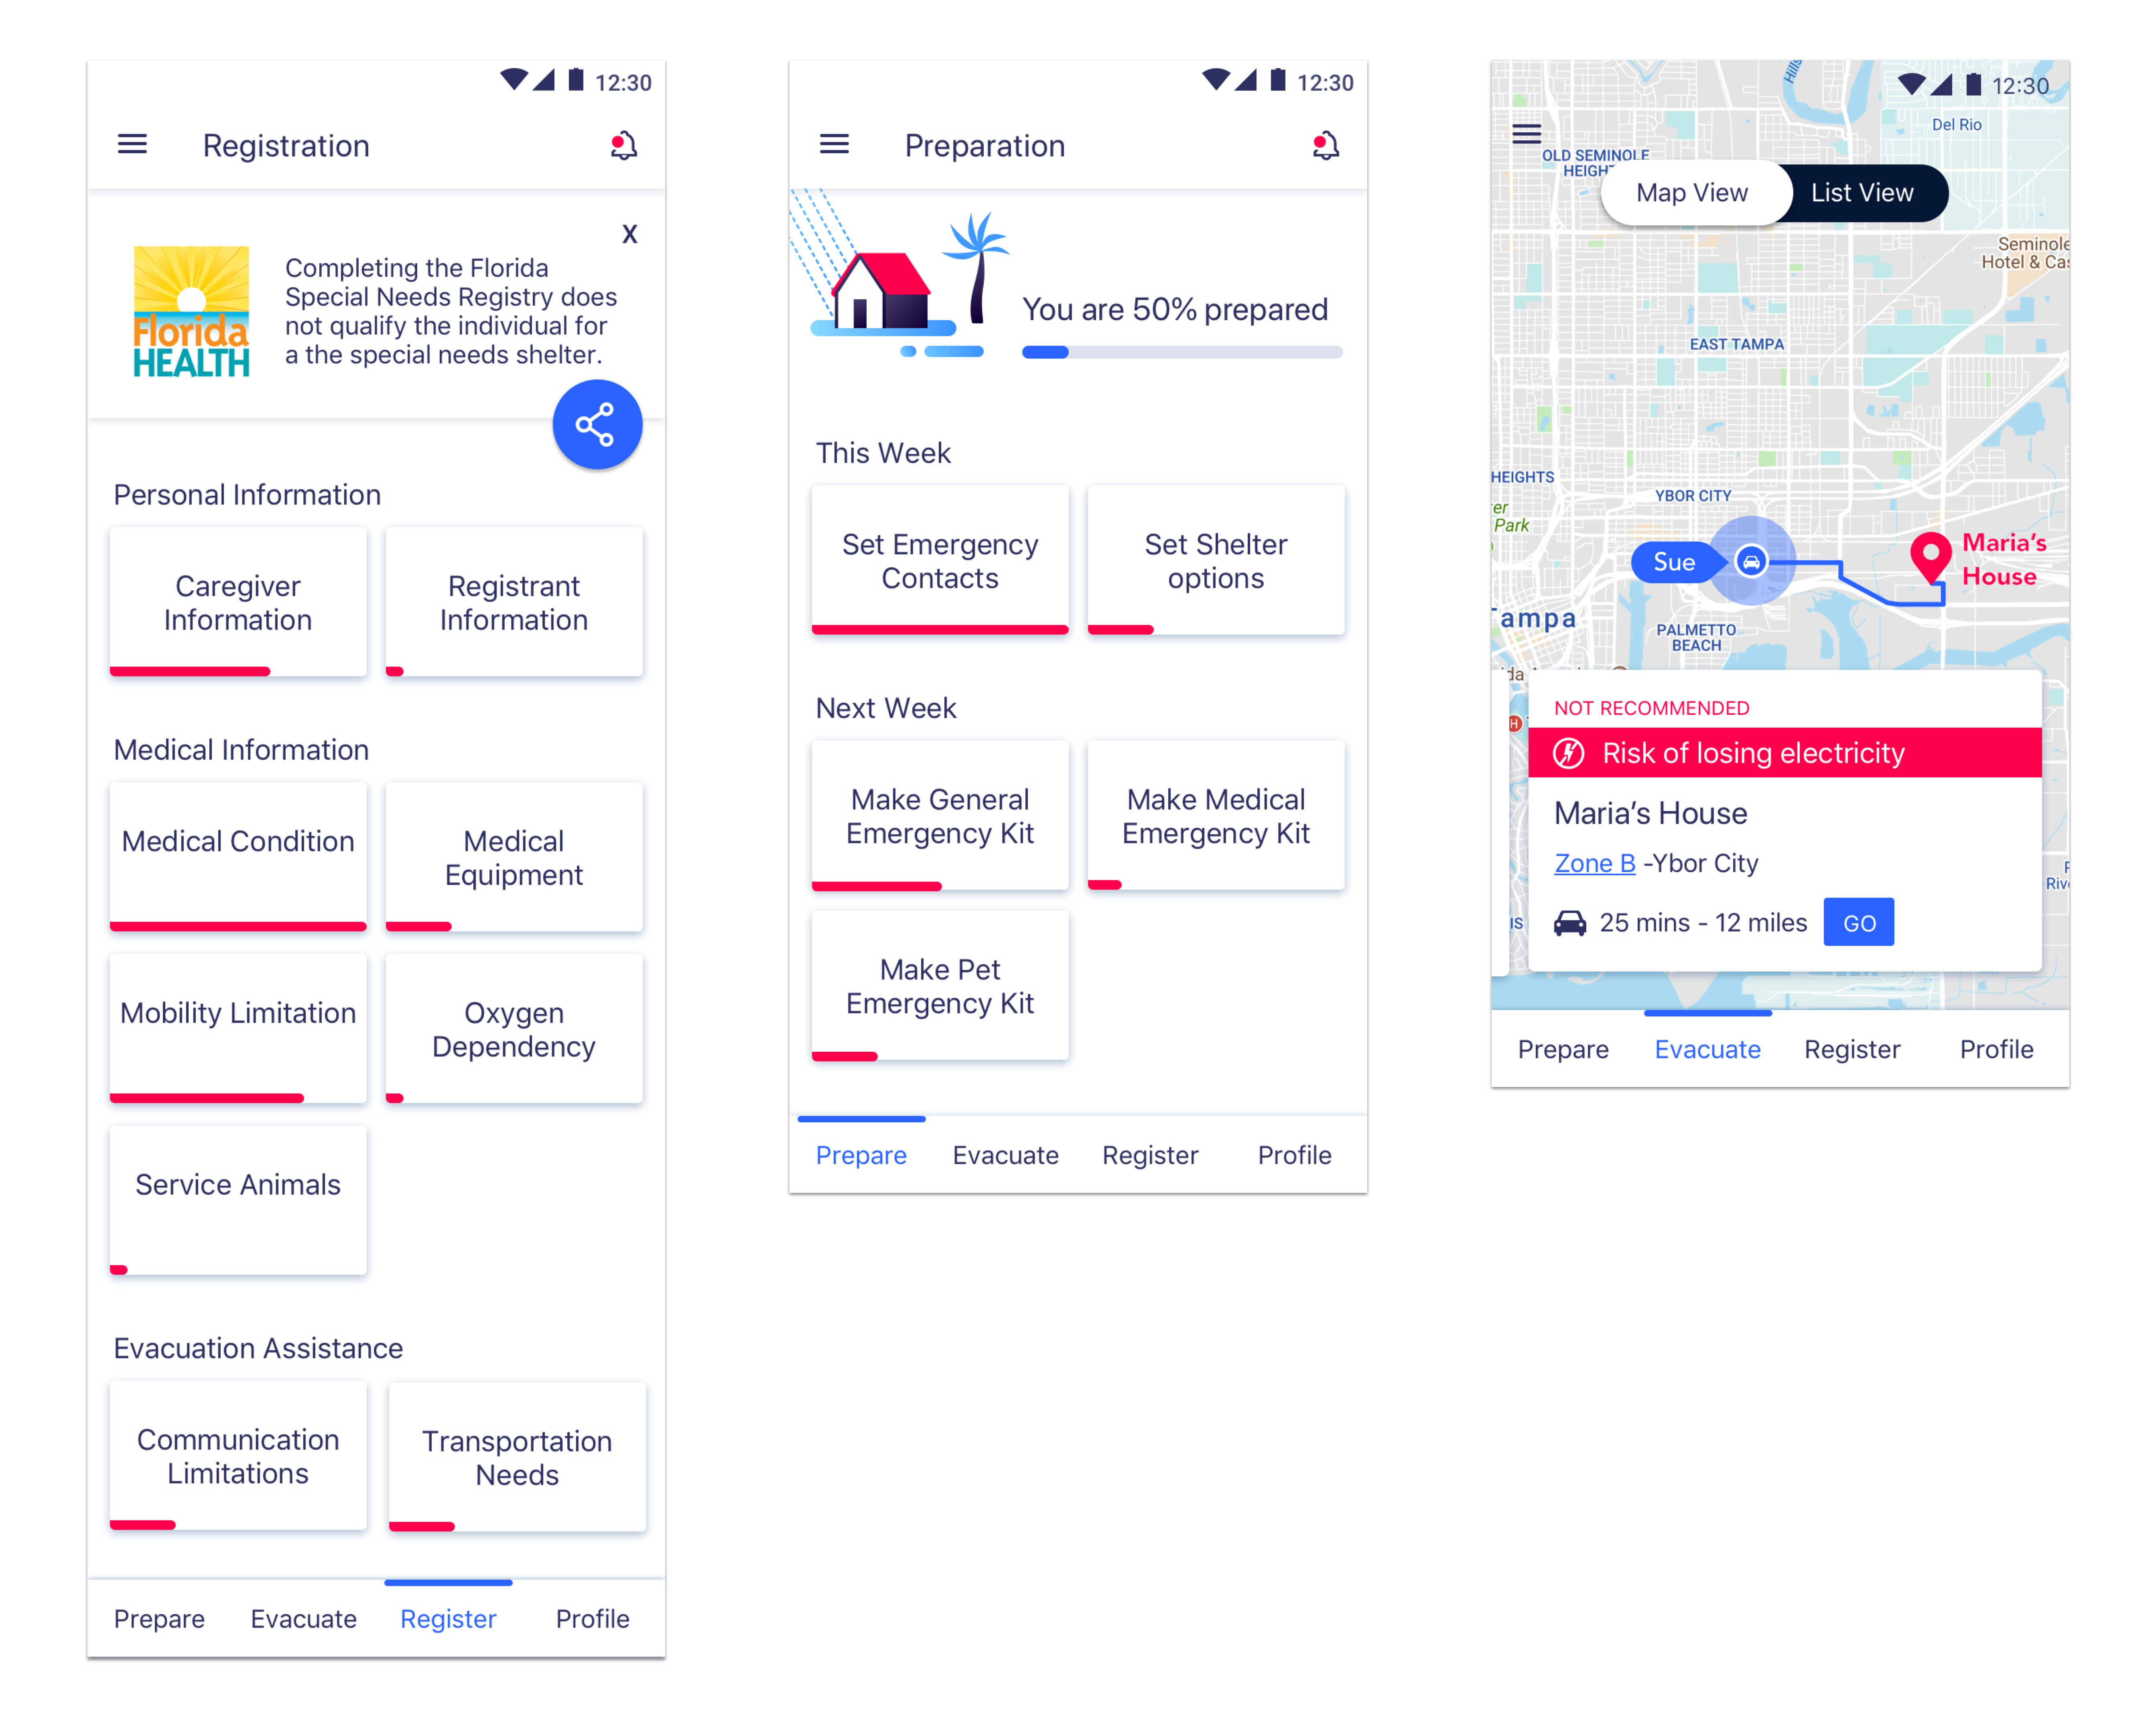 12:30
Registration
X
Florida
HEALTH
Completing the Florida
Special Needs Registry does
not qualify the individual for
a the special needs shelter.
Personal Information
Caregiver
Information
Registrant
Information
Medical Information
Medical Condition
Medical
Equipment
Mobility Limitation
Oxygen
Dependency
Service Animals
Evacuation Assistance
Communication
Limitations
Transportation
Needs
Prepare
Evacuate
Register
Profile
12:30
Preparation
You are 50% prepared
This Week
Set Emergency
Contacts
Set Shelter
options
Next Week
Make General
Emergency Kit
Make Medical
Emergency Kit
Make Pet
Emergency Kit
Prepare
Evacuate
Register
Profile
12:30
Hills
Del Rio
OLD SEMINOLE
HEIGH
Map View
List View
Seminole
Hotel & Cas
EAST TAMPA
HEIGHTS
YBOR CITY
er
Park
Sue
Maria's
House
ampa
PALMETTO
BEACH
da
H
NOT RECOMMENDED
Risk of losing electricity
Maria's House
Zone B -Ybor City
Riv
IS
25 mins - 12 miles
GO
Prepare
Evacuate
Register
Profile